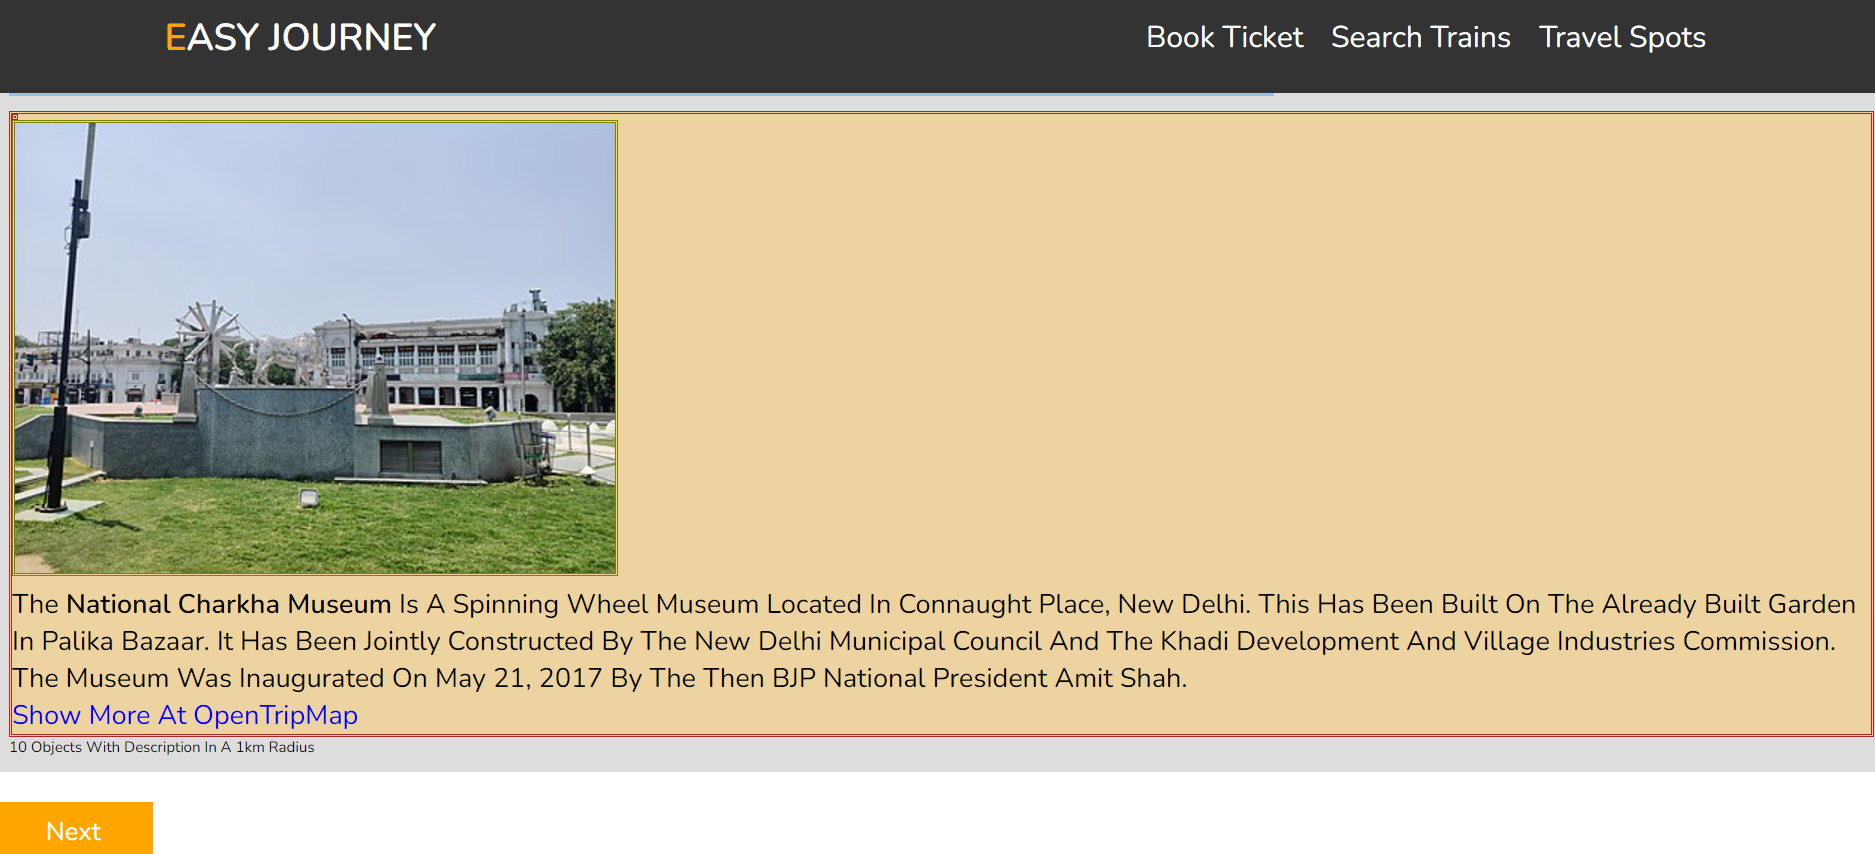 EASY JOURNEY
Book Ticket Search Trains Travel Spots
The National Charkha Museum Is A Spinning Wheel Museum Located In Connaught Place, New Delhi. This Has Been Built On The Already Built Garden
In Palika Bazaar. It Has Been Jointly Constructed By The New Delhi Municipal Council And The Khadi Development And Village Industries Commission.
The Museum Was Inaugurated On May 21, 2017 By The Then BJP National President Amit Shah.
Show More At OpenTripMap
10 Objects With Description In A 1km Radius
Next